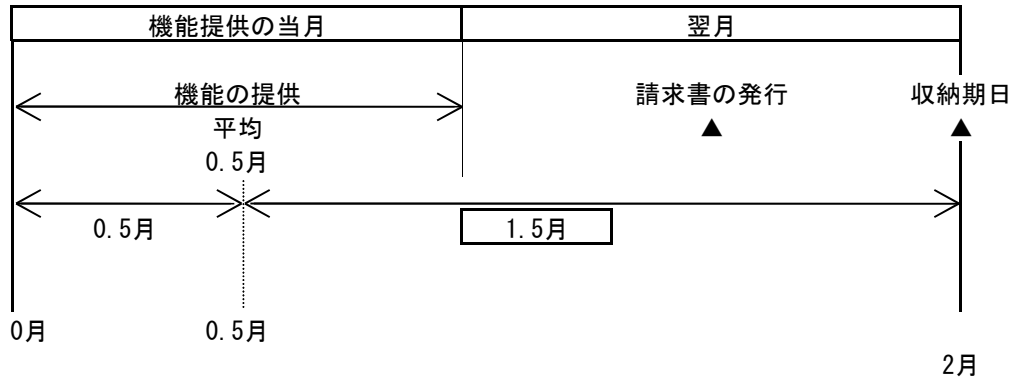 機能提供の当月 翌月
機能の提供 請求書の発行 収納期日
平均 ▲ ▲
0.5月
0.5月 1.5月
0月 0.5月
2月